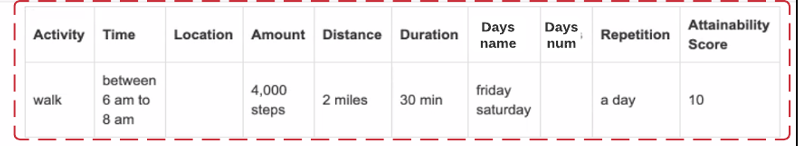 Activity Time Location Amount Distance Duration Days name Days num Repetition Attainability Score
walk between 6 am to 8 am 4,000 steps 2 miles 30 min friday saturday a day 10